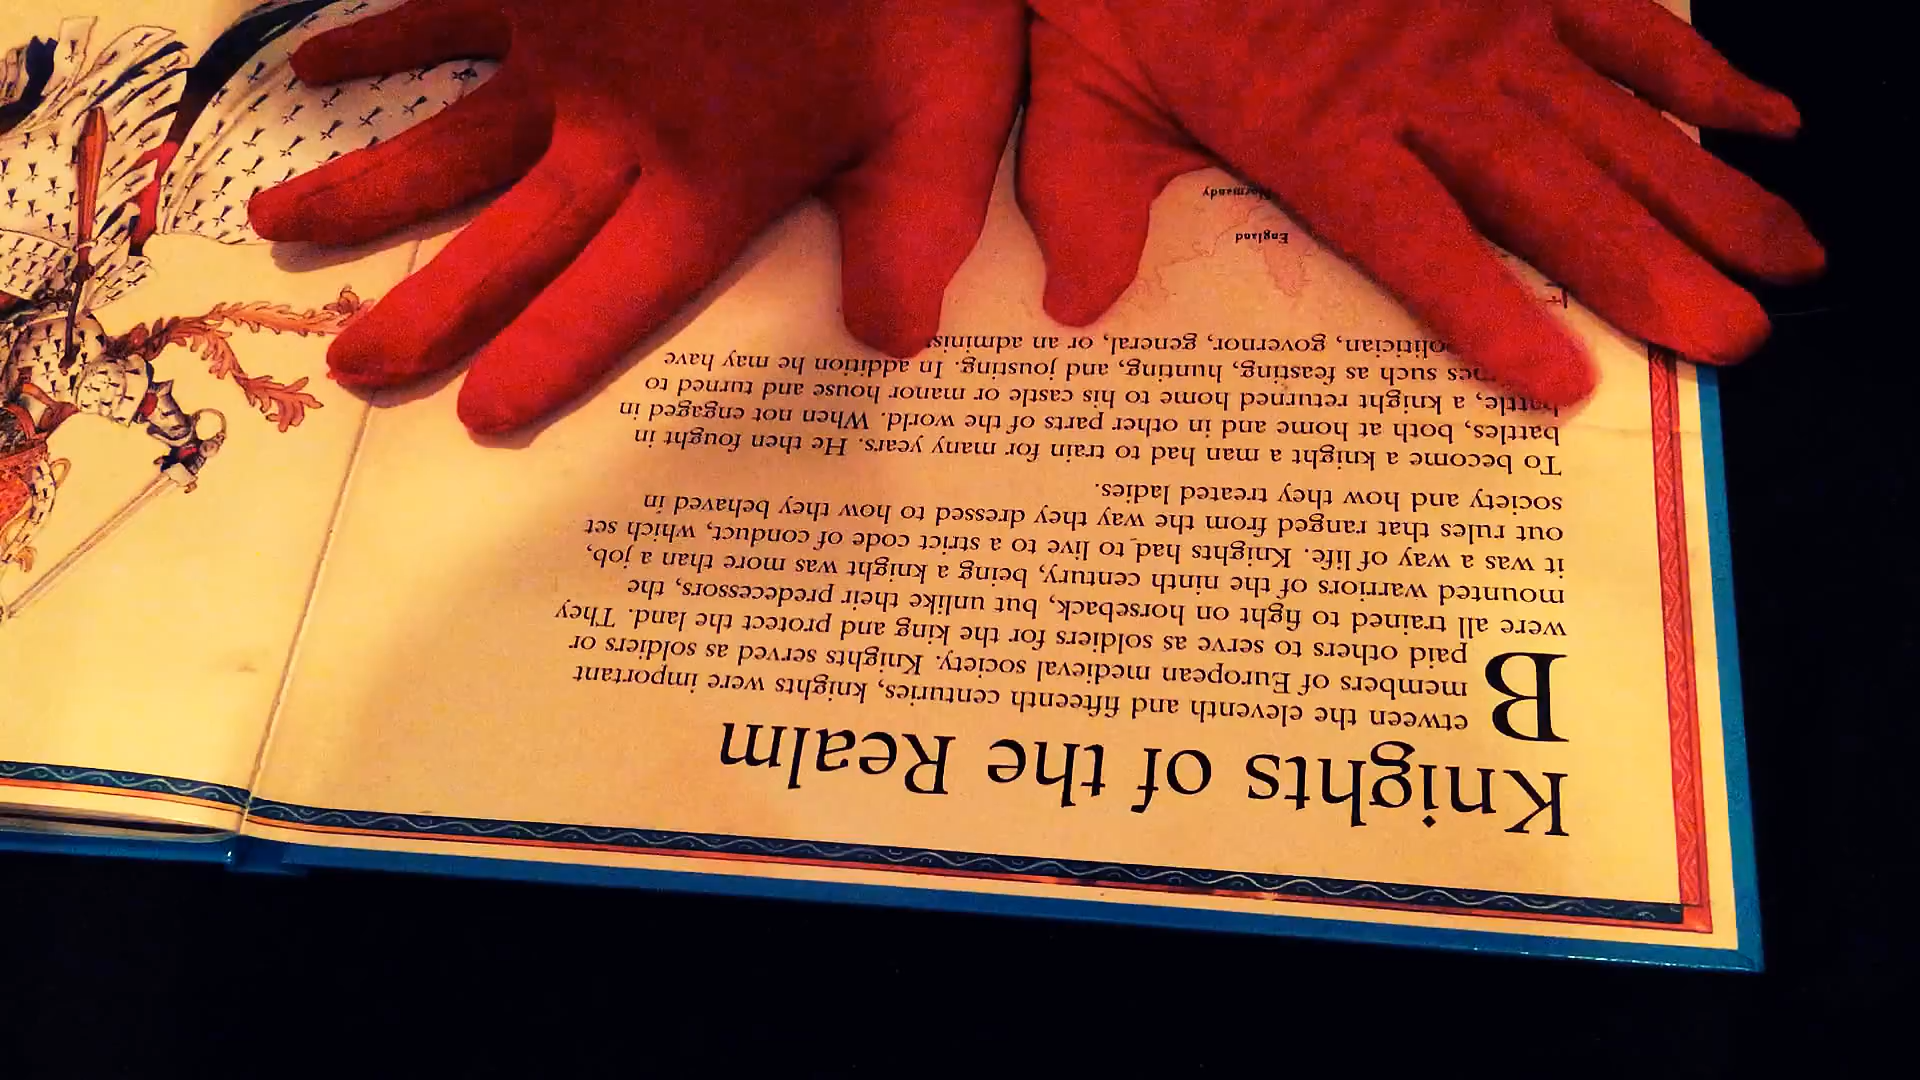 Knights of the Realm
Between the eleventh and fifteenth centuries, knights were important
members of European medieval society. Knights served as soldiers or
paid others to serve as soldiers for the king and protect the land. They
were all trained to fight on horseback, but unlike their predecessors, the
mounted warriors of the ninth century, being a knight was more than a job,
it was a way of life. Knights had to live to a strict code of conduct, which set
out rules that ranged from the way they dressed to how they behaved in
society and how they treated ladies.
To become a knight a man had to train for many years. He then fought in
battles, both at home and in other parts of the world. When not engaged in
battle, a knight returned home to his castle or manor house and turned to
such as feasting, hunting, and jousting. In addition he may have
politician, governor, general, or an
England
Normandy